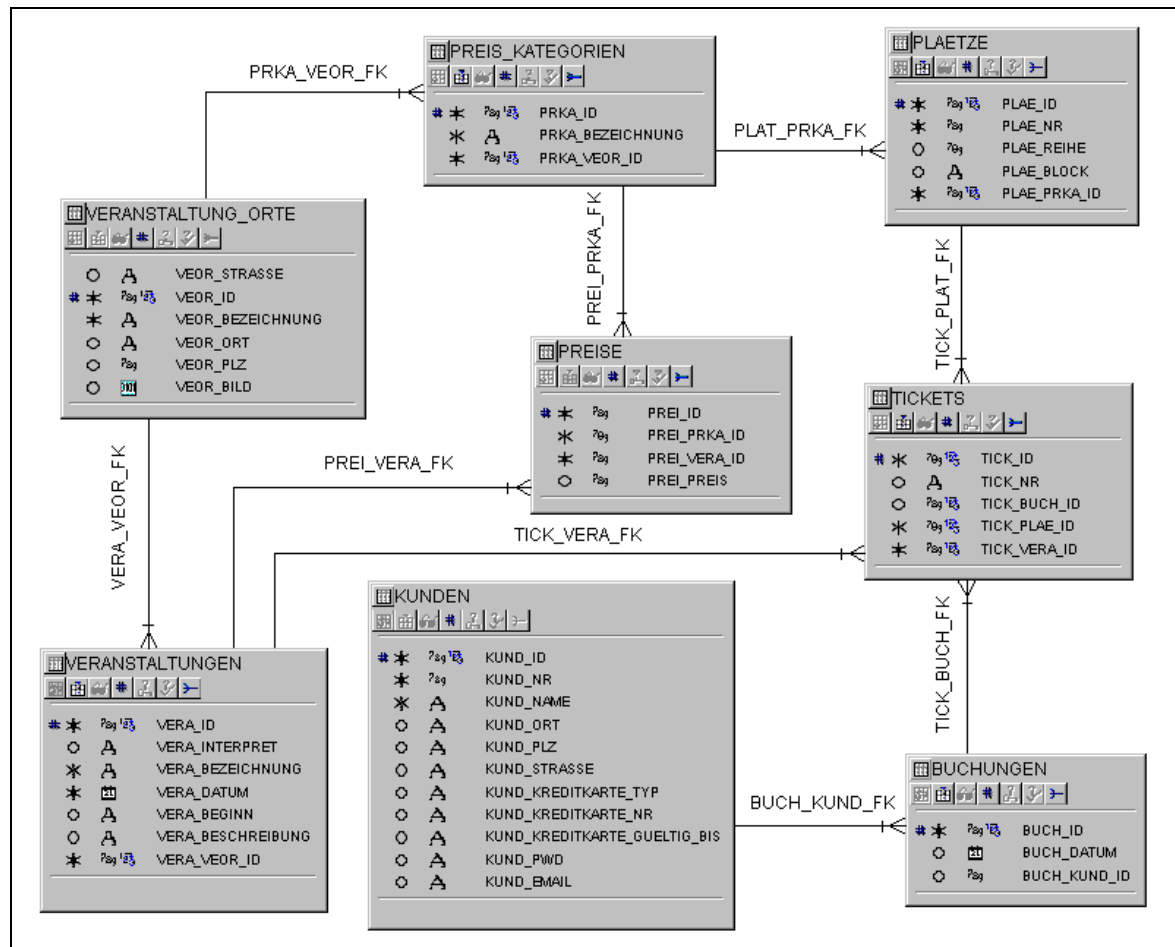 PREIS_KATEGORIEN
PRKA_ID
PRKA_BEZEICHNUNG
PRKA_VEOR_ID
PLAETZE
PLAE_ID
PLAE_NR
PLAE_REIHE
PLAE_BLOCK
PLAE_PRKA_ID
PRKA_VEOR_FK
PLAT_PRKA_FK
VERANSTALTUNG_ORTE
VEOR_STRASSE
VEOR_ID
VEOR_BEZEICHNUNG
VEOR_ORT
VEOR_PLZ
VEOR_BILD
PREI_PRKA_FK
TICK_PLAT_FK
PREISE
PREI_ID
PREI_PRKA_ID
PREI_VERA_ID
PREI_PREIS
TICKETS
TICK_ID
TICK_NR
TICK_BUCH_ID
TICK_PLAE_ID
TICK_VERA_ID
VERA_VEOR_FK
PREI_VERA_FK
TICK_VERA_FK
KUNDEN
KUND_ID
KUND_NR
KUND_NAME
KUND_ORT
KUND_PLZ
KUND_STRASSE
KUND_KREDITKARTE_TYP
KUND_KREDITKARTE_NR
KUND_KREDITKARTE_GUELTIG_BIS
KUND_PWD
KUND_EMAIL
VERANSTALTUNGEN
VERA_ID
VERA_INTERPRET
VERA_BEZEICHNUNG
VERA_DATUM
VERA_BEGINN
VERA_BESCHREIBUNG
VERA_VEOR_ID
TICK_BUCH_FK
BUCH_KUND_FK
BUCHUNGEN
BUCH_ID
BUCH_DATUM
BUCH_KUND_ID